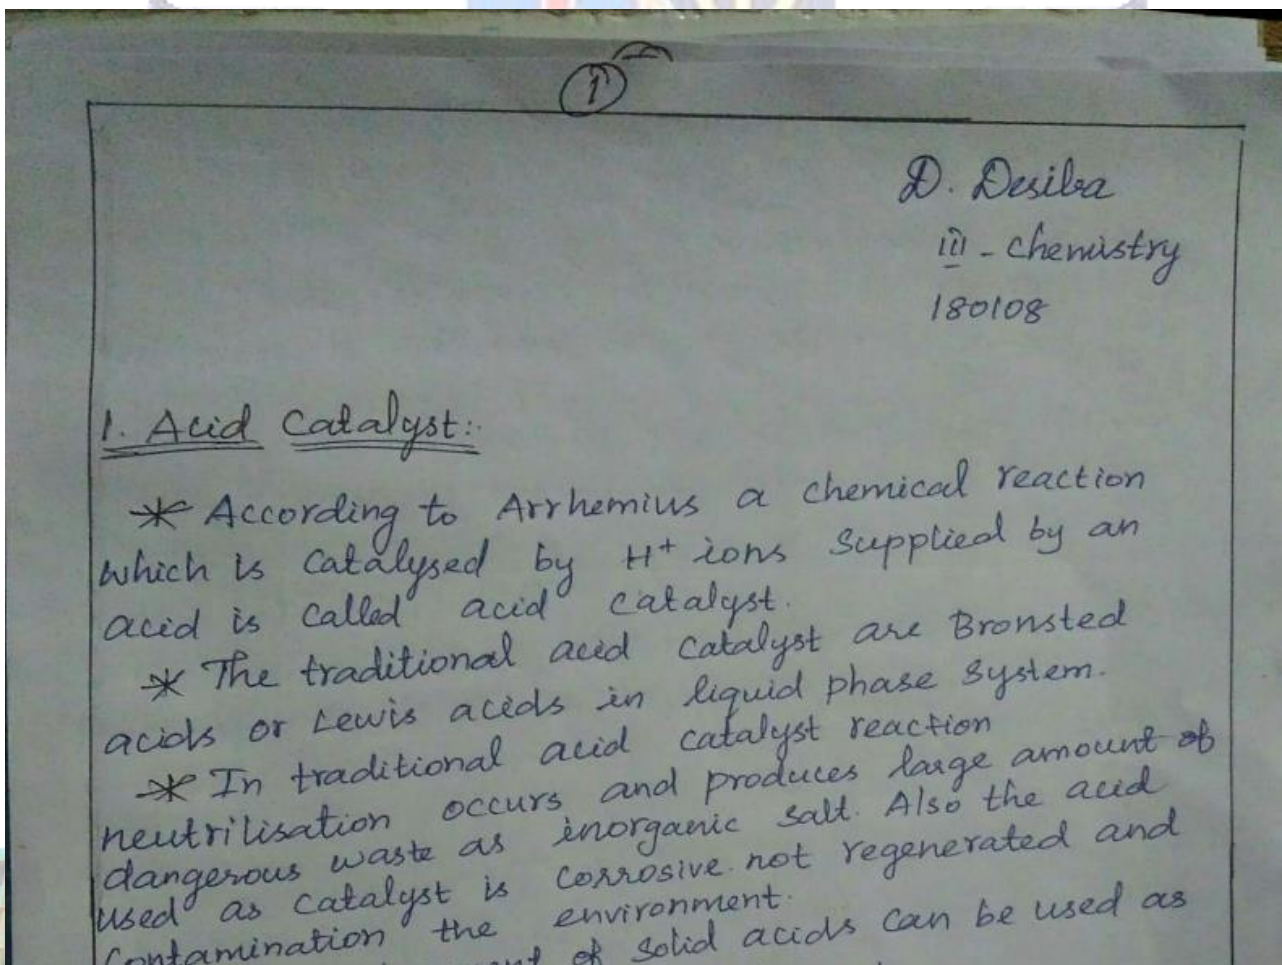 1
D. Desiba
III - Chemistry
180108
1. Acid Catalyst:-
* According to Arrhemius a chemical reaction
which is catalysed by H+ ions supplied by an
acid is called acid catalyst.
* The traditional acid catalyst are Bronsted
acids or Lewis acids in liquid phase system.
* In traditional acid catalyst reaction
neutrilisation occurs and produces large amount of
dangerous waste as inorganic salt. Also the acid
used as catalyst is corrosive not regenerated and
contamination the environment.
of solid acids can be used as